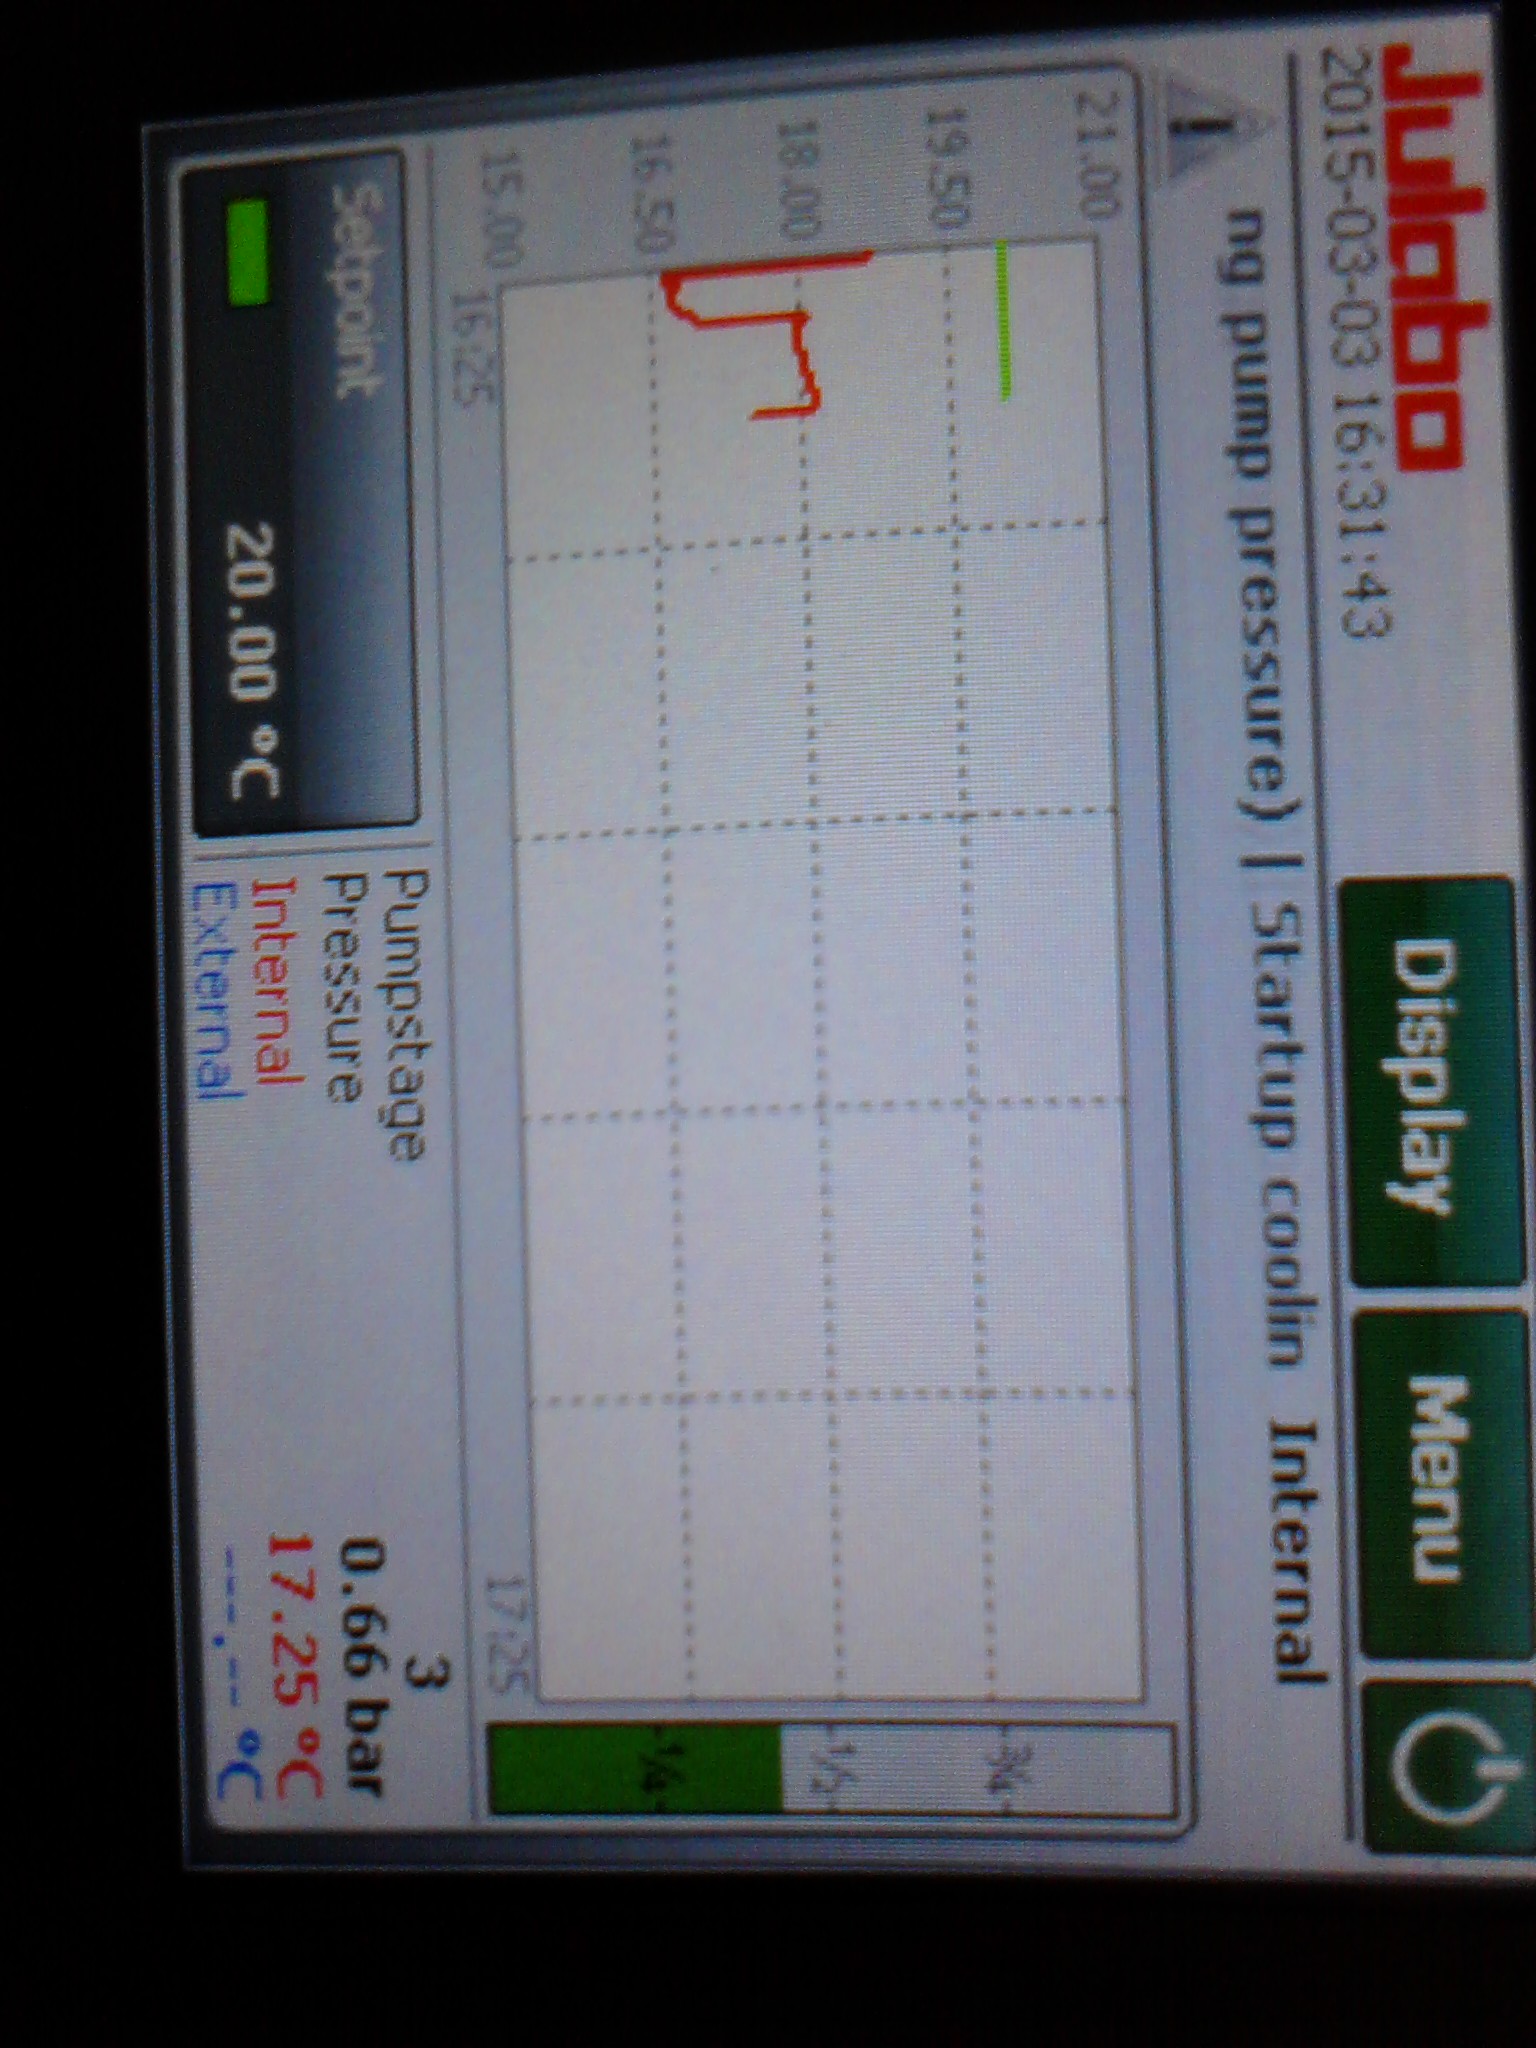 Julabo
2015-03-03 16:31:43
Display
Menu
ng pump pressure) | Startup coolin
Internal
21.00
19.50
18.00
16.50
15.00
16:25
17:25
¾
½
¼
Setpoint
20.00 °C
Pumpstage 3
Pressure 0.66 bar
Internal 17.25 °C
External ---.-- °C